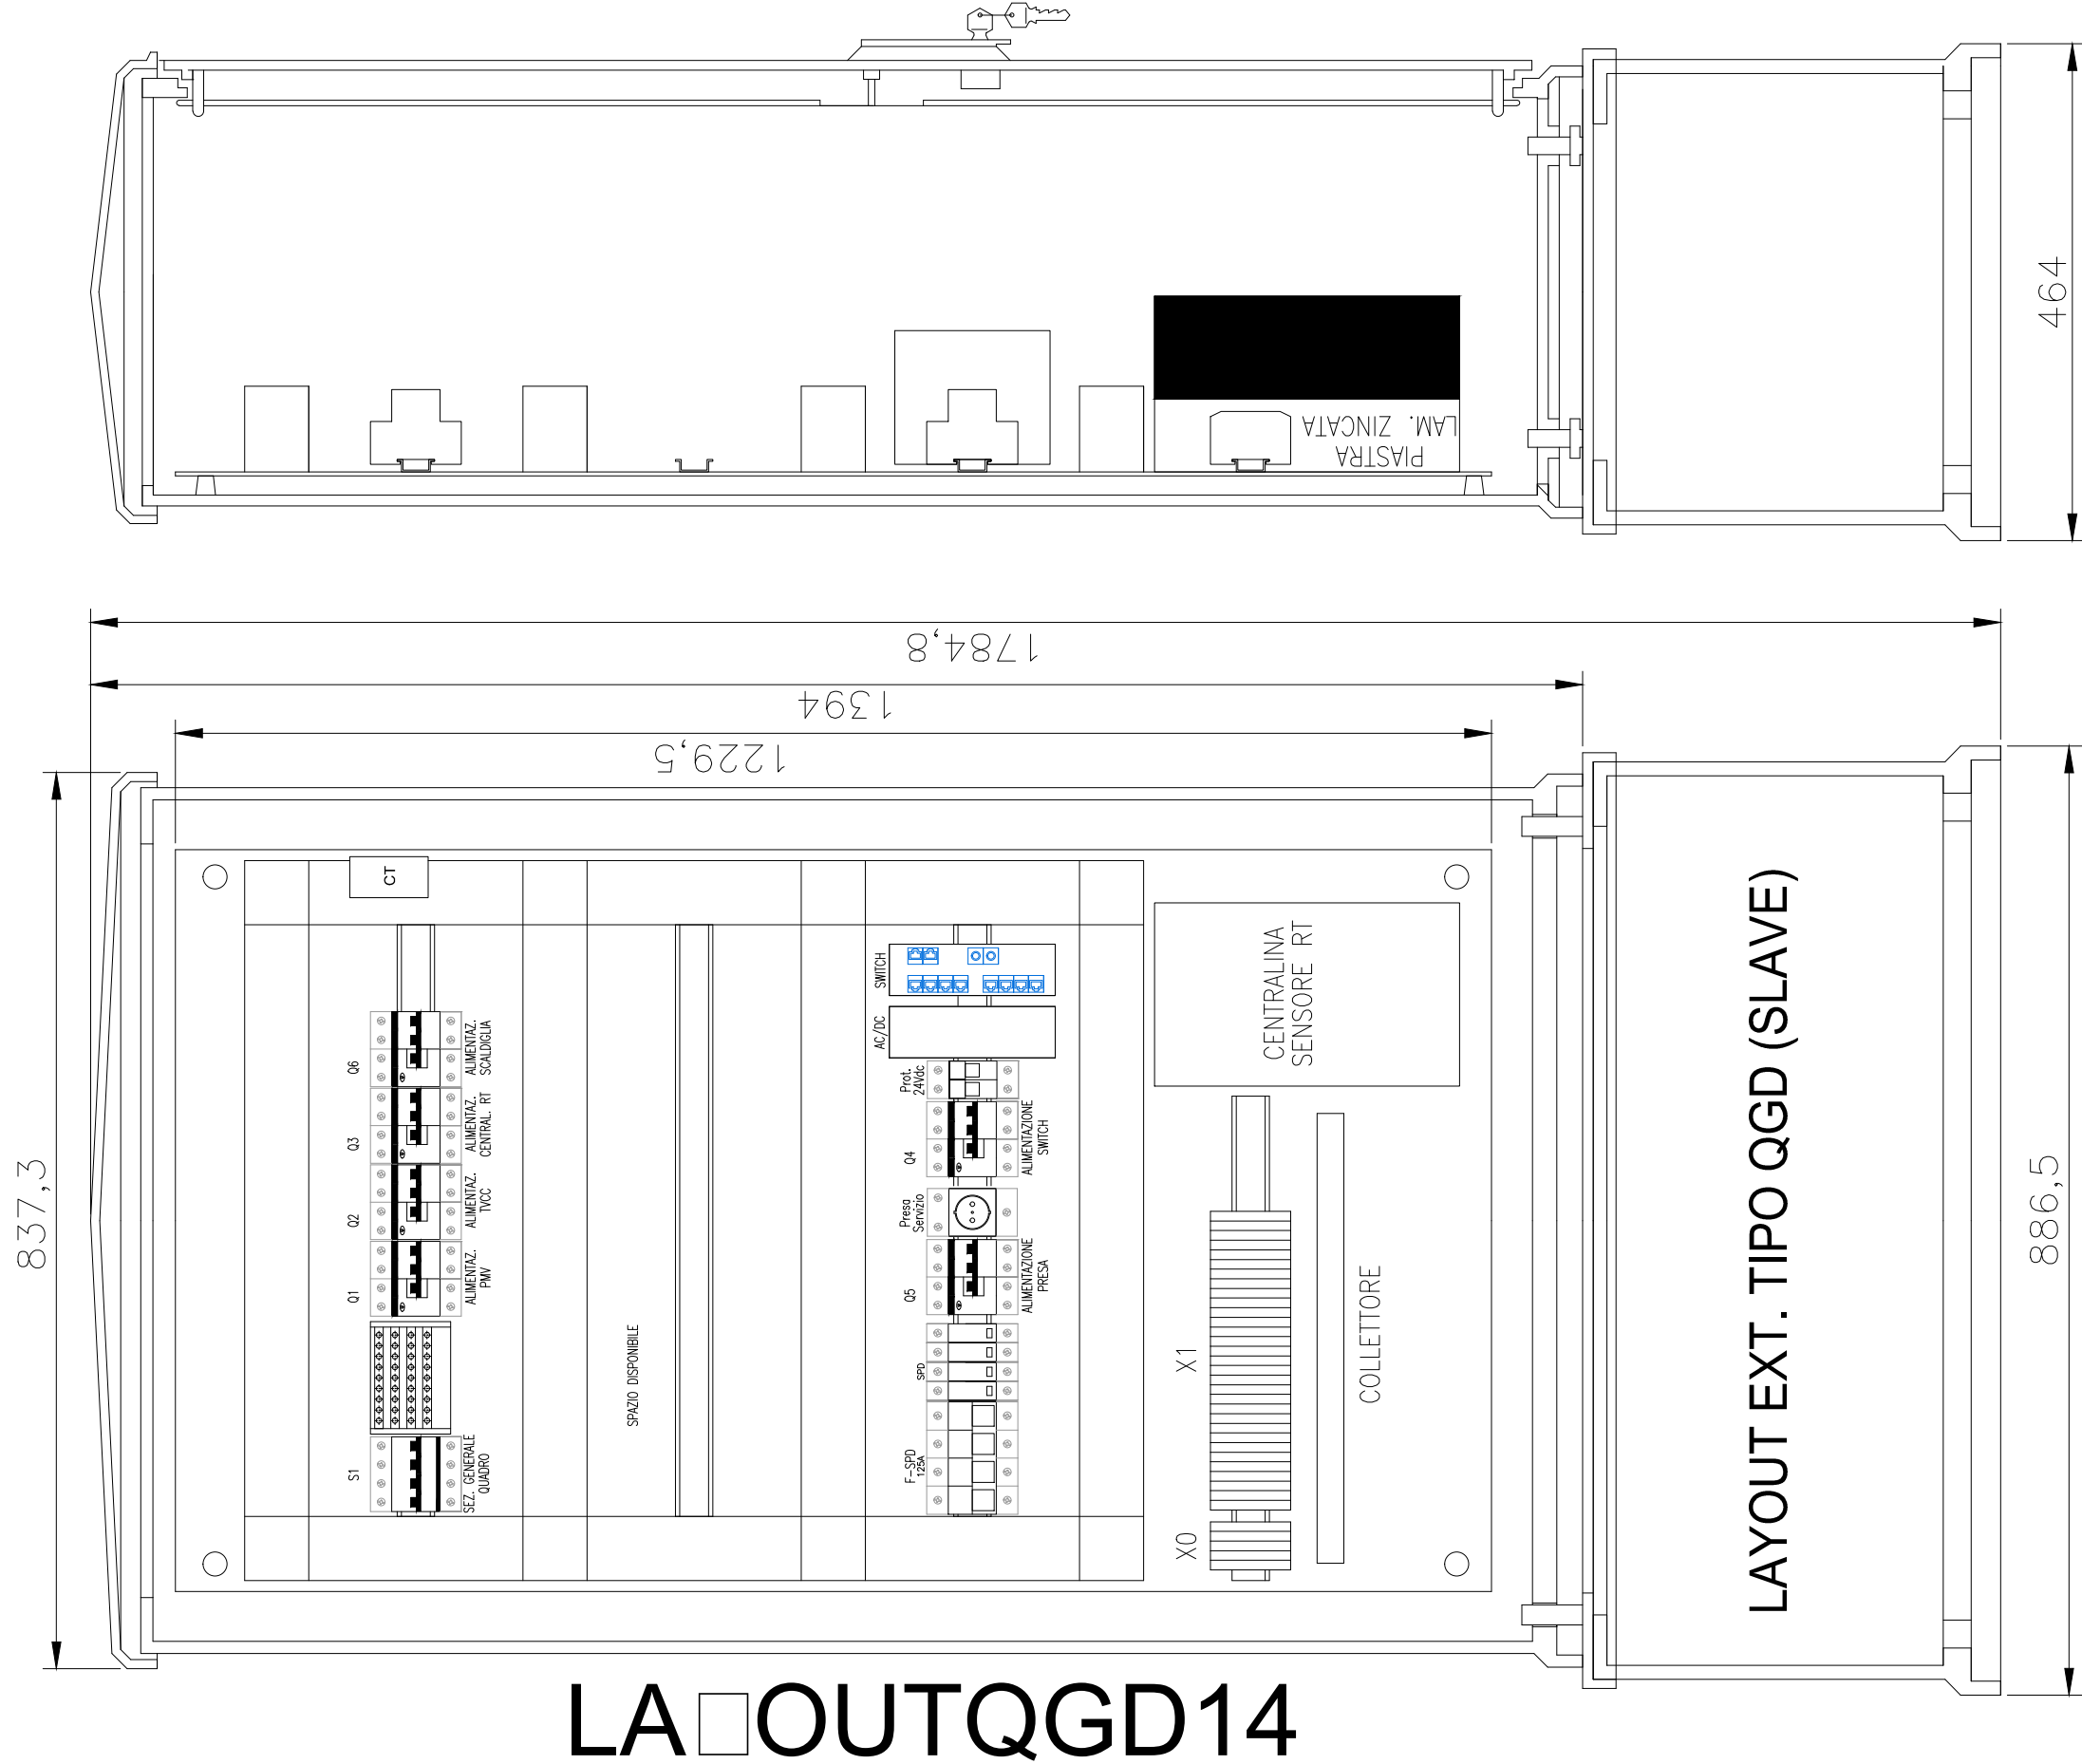 464
PIASTRA
LAM. ZINCATA
1784,8
1394
1229,5
837,3
886,5
CT
Q6
ALIMENTAZ.
SCALDIGLIA
Q3
ALIMENTAZ.
CENTRAL. RT
Q2
ALIMENTAZ.
TVCC
Q1
ALIMENTAZ.
PMV
S1
SEZ. GENERALE
QUADRO
SPAZIO DISPONIBILE
SWITCH
AC/DC
Prot.
24Vdc
Q4
ALIMENTAZIONE
SWITCH
Presa
Servizio
Q5
ALIMENTAZIONE
PRESA
SPD
F-SPD
125A
CENTRALINA
SENSORE RT
X1
X0
COLLETTORE
LAYOUT EXT. TIPO QGD (SLAVE)
LA□OUTQGD14